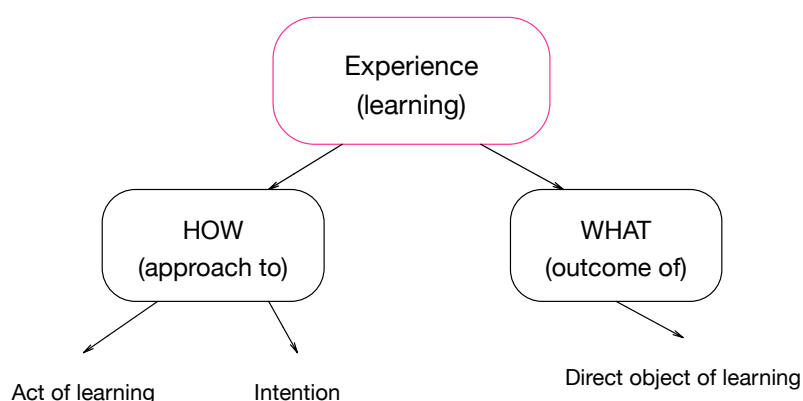 Experience
(learning)
HOW
(approach to)
WHAT
(outcome of)
Act of learning
Intention
Direct object of learning